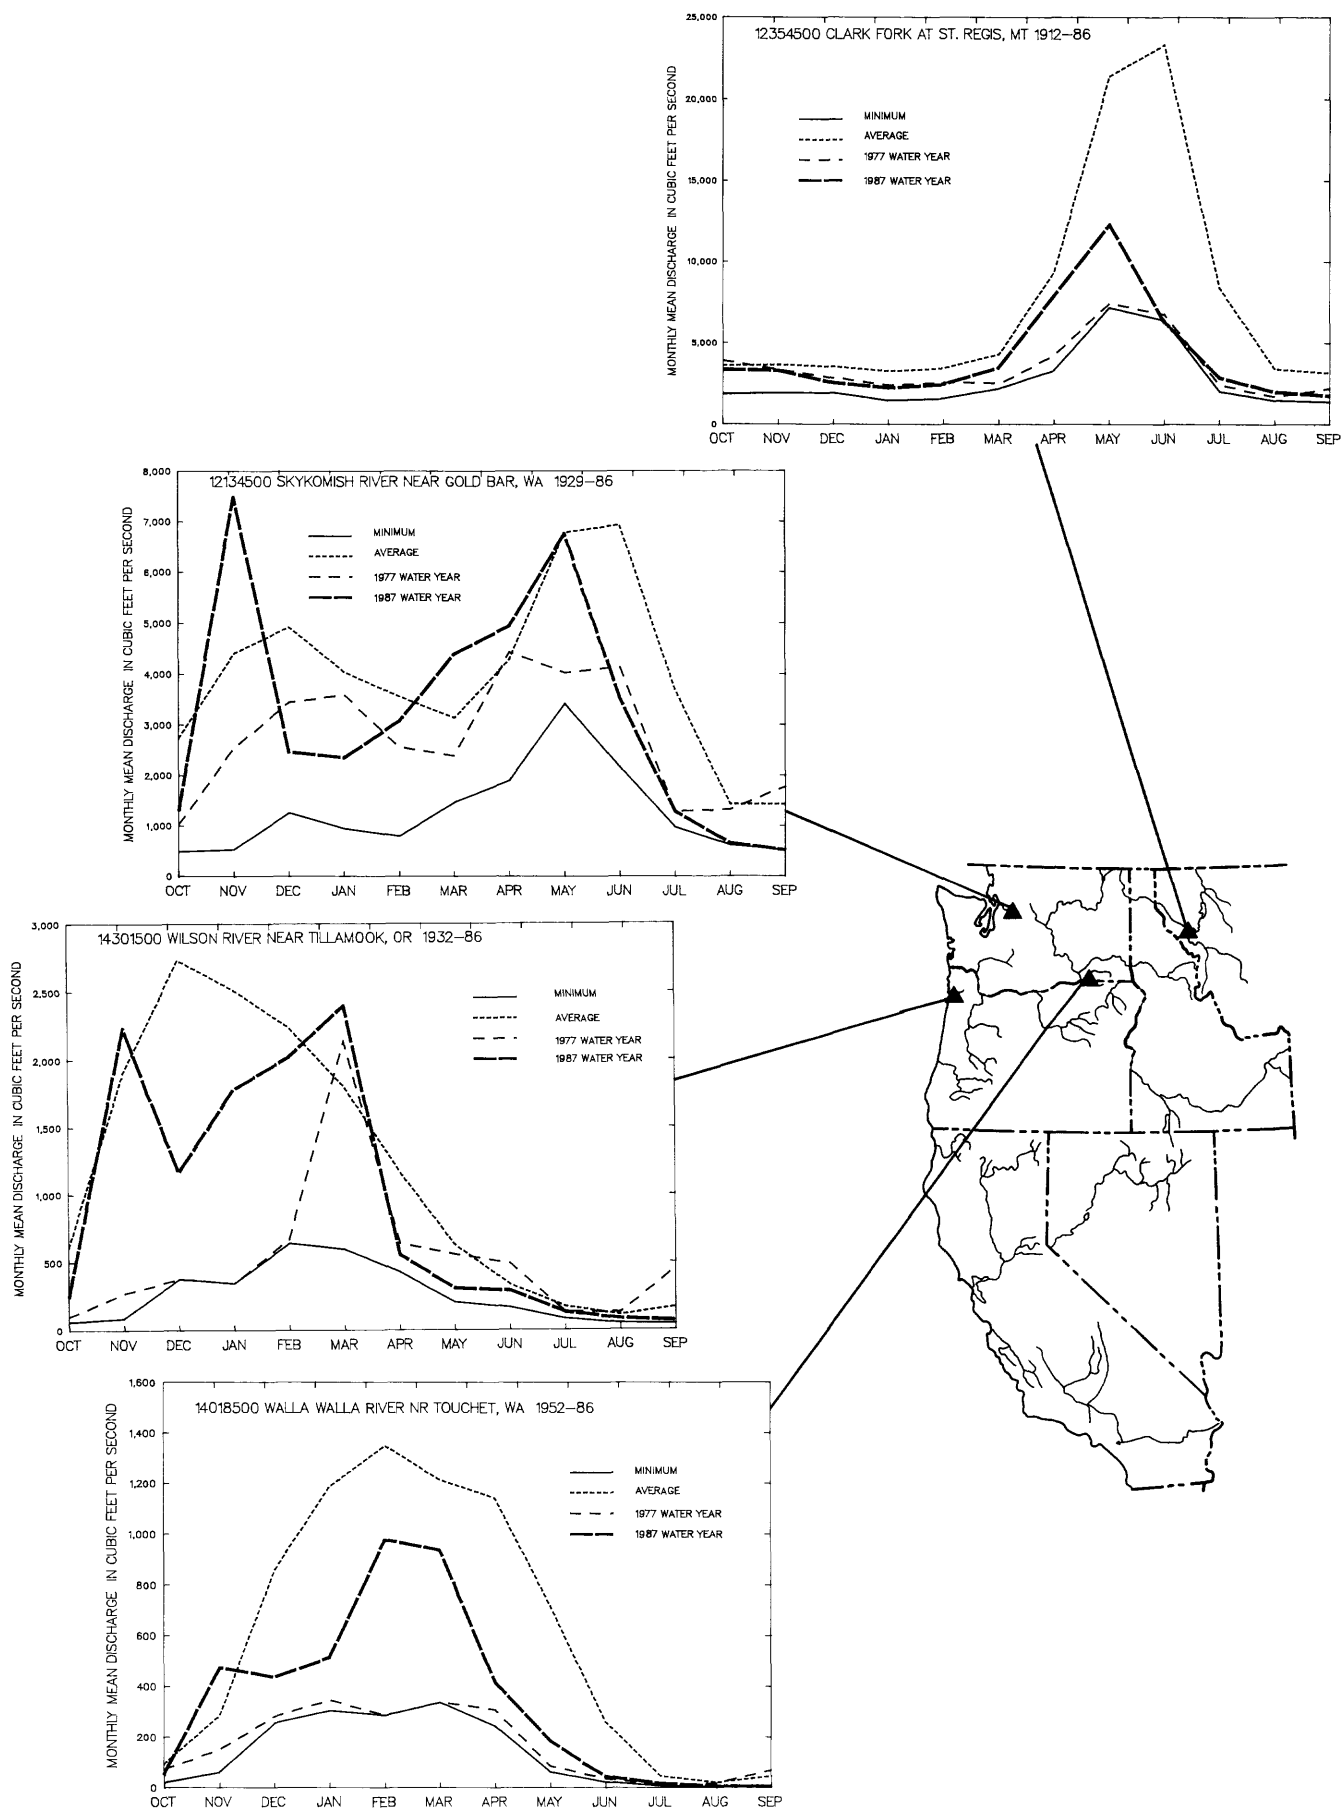 12354500 CLARK FORK AT ST. REGIS, MT 1912-86
MONTHLY MEAN DISCHARGE IN CUBIC FEET PER SECOND
25,000
20,000
15,000
10,000
5,000
0
MINIMUM
AVERAGE
1977 WATER YEAR
1987 WATER YEAR
OCT NOV DEC JAN FEB MAR APR MAY JUN JUL AUG SEP
12134500 SKYKOMISH RIVER NEAR GOLD BAR, WA 1929-86
MONTHLY MEAN DISCHARGE IN CUBIC FEET PER SECOND
8,000
7,000
6,000
5,000
4,000
3,000
2,000
1,000
0
MINIMUM
AVERAGE
1977 WATER YEAR
1987 WATER YEAR
OCT NOV DEC JAN FEB MAR APR MAY JUN JUL AUG SEP
14301500 WILSON RIVER NEAR TILLAMOOK, OR 1932-86
MONTHLY MEAN DISCHARGE IN CUBIC FEET PER SECOND
3,000
2,500
2,000
1,500
1,000
500
0
MINIMUM
AVERAGE
1977 WATER YEAR
1987 WATER YEAR
OCT NOV DEC JAN FEB MAR APR MAY JUN JUL AUG SEP
14018500 WALLA WALLA RIVER NR TOUCHET, WA 1952-86
MONTHLY MEAN DISCHARGE IN CUBIC FEET PER SECOND
1,600
1,400
1,200
1,000
800
600
400
200
0
MINIMUM
AVERAGE
1977 WATER YEAR
1987 WATER YEAR
OCT NOV DEC JAN FEB MAR APR MAY JUN JUL AUG SEP